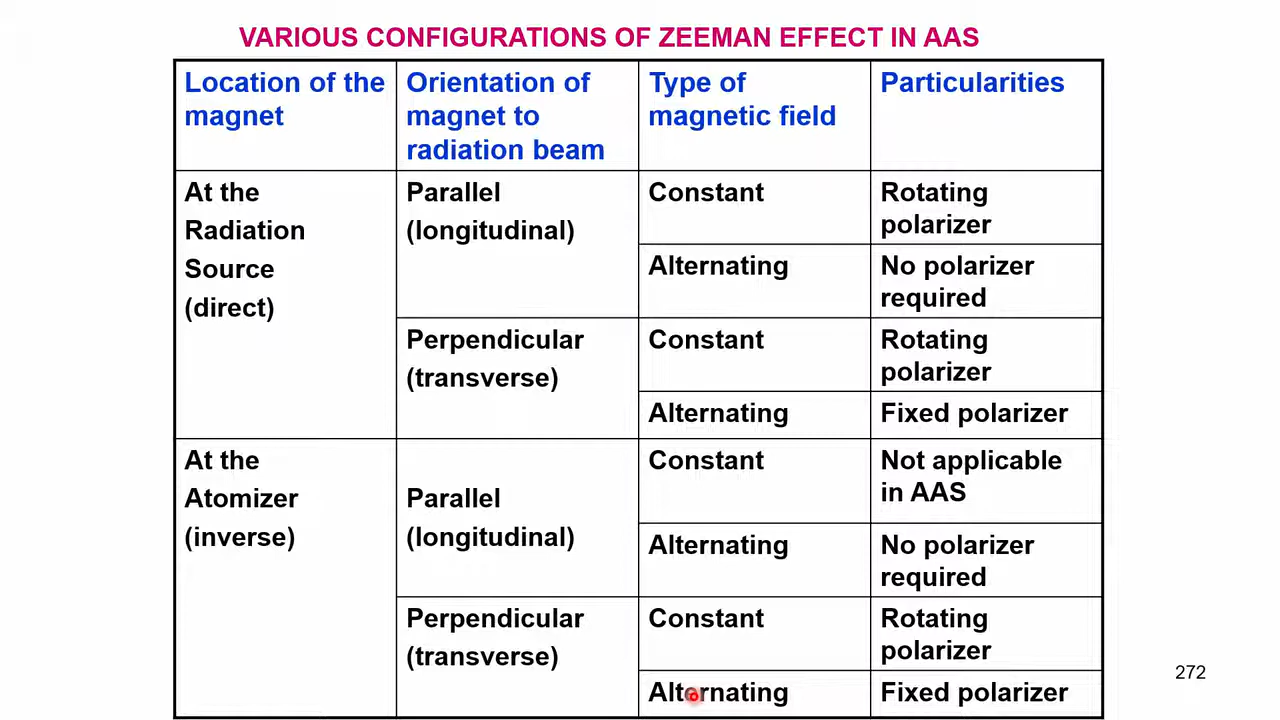 VARIOUS CONFIGURATIONS OF ZEEMAN EFFECT IN AAS
Location of the
magnet
Orientation of
magnet to
radiation beam
Type of
magnetic field
Particularities
At the
Radiation
Source
(direct)
Parallel
(longitudinal)
Constant
Rotating
polarizer
Alternating
No polarizer
required
Perpendicular
(transverse)
Constant
Rotating
polarizer
Alternating
Fixed polarizer
At the
Atomizer
(inverse)
Parallel
(longitudinal)
Constant
Not applicable
in AAS
Alternating
No polarizer
required
Perpendicular
(transverse)
Constant
Rotating
polarizer
Alternating
Fixed polarizer
272